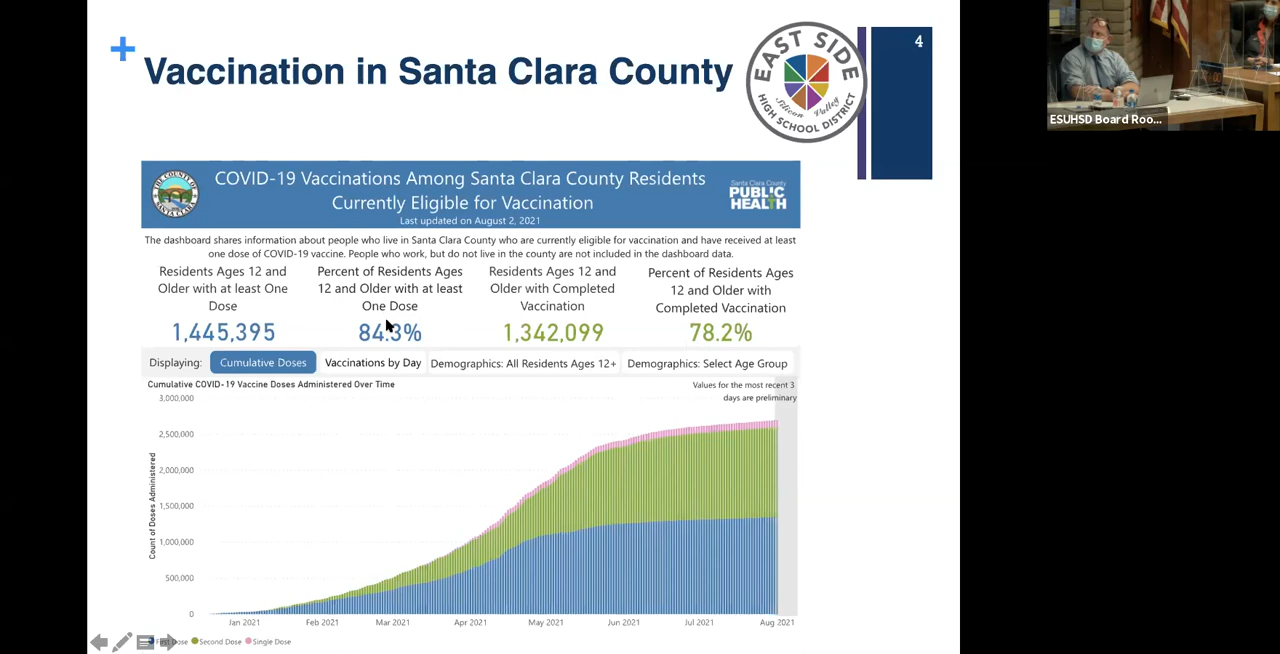 4
Vaccination in Santa Clara County
EAST SIDE
HIGH SCHOOL DISTRICT
Silicon Valley
ESUHSD Board Roo...
COVID-19 Vaccinations Among Santa Clara County Residents
Currently Eligible for Vaccination
Last updated on August 2, 2021
THE COUNTY OF
SANTA CLARA
Santa Clara County
PUBLIC
HEALTH
The dashboard shares information about people who live in Santa Clara County who are currently eligible for vaccination and have received at least
one dose of COVID-19 vaccine. People who work, but do not live in the county are not included in the dashboard data.
Residents Ages 12 and
Older with at least One
Dose
1,445,395
Percent of Residents Ages
12 and Older with at least
One Dose
84.3%
Residents Ages 12 and
Older with Completed
Vaccination
1,342,099
Percent of Residents Ages
12 and Older with
Completed Vaccination
78.2%
Displaying: Cumulative Doses Vaccinations by Day Demographics: All Residents Ages 12+ Demographics: Select Age Group
Cumulative COVID-19 Vaccine Doses Administered Over Time
Values for the most recent 3
days are preliminary
Count of Doses Administered
3,000,000
2,500,000
2,000,000
1,500,000
1,000,000
500,000
0
Jan 2021 Feb 2021 Mar 2021 Apr 2021 May 2021 Jun 2021 Jul 2021 Aug 2021
First Dose Second Dose Single Dose